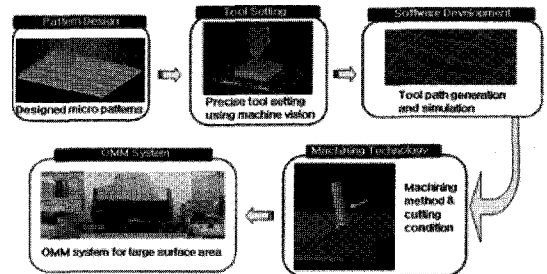 Pattern Design
Designed micro patterns
Tool Setting
Precise tool setting
using machine vision
Software Development
Tool path generation
and simulation
Machining Technology
Machining
method &
cutting
condition
OMM System
OMM system for large surface area